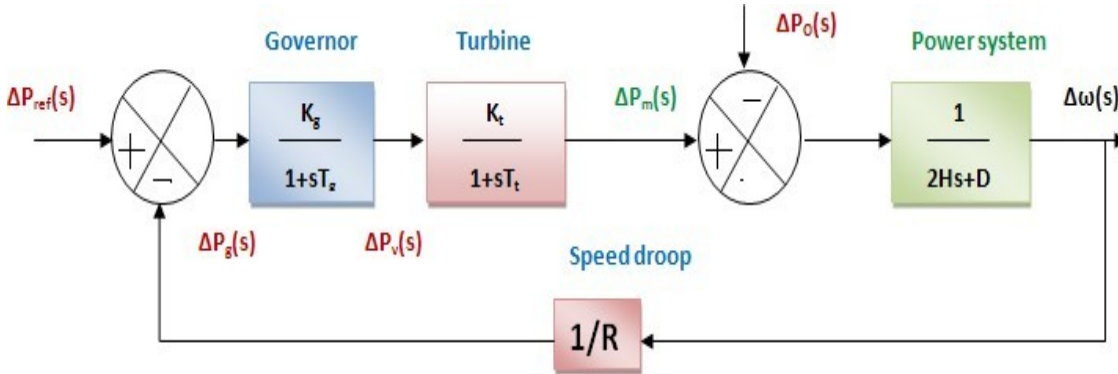 Governor
Turbine
ΔP₀(s)
Power system
ΔP_ref(s)
K_g
1+sT_g
K_t
1+sT_t
ΔP_m(s)
1
2Hs+D
Δω(s)
+
−
−
+
ΔP_g(s)
ΔP_v(s)
Speed droop
1/R